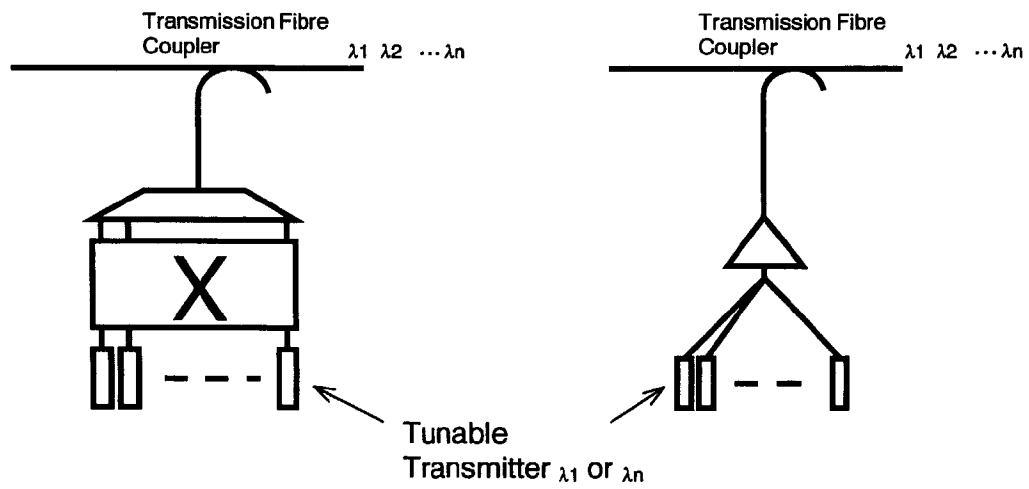 Transmission Fibre
Coupler
λ1 λ2 ···λn
X
Transmission Fibre
Coupler
λ1 λ2 ···λn
Tunable
Transmitter λ1 or λn